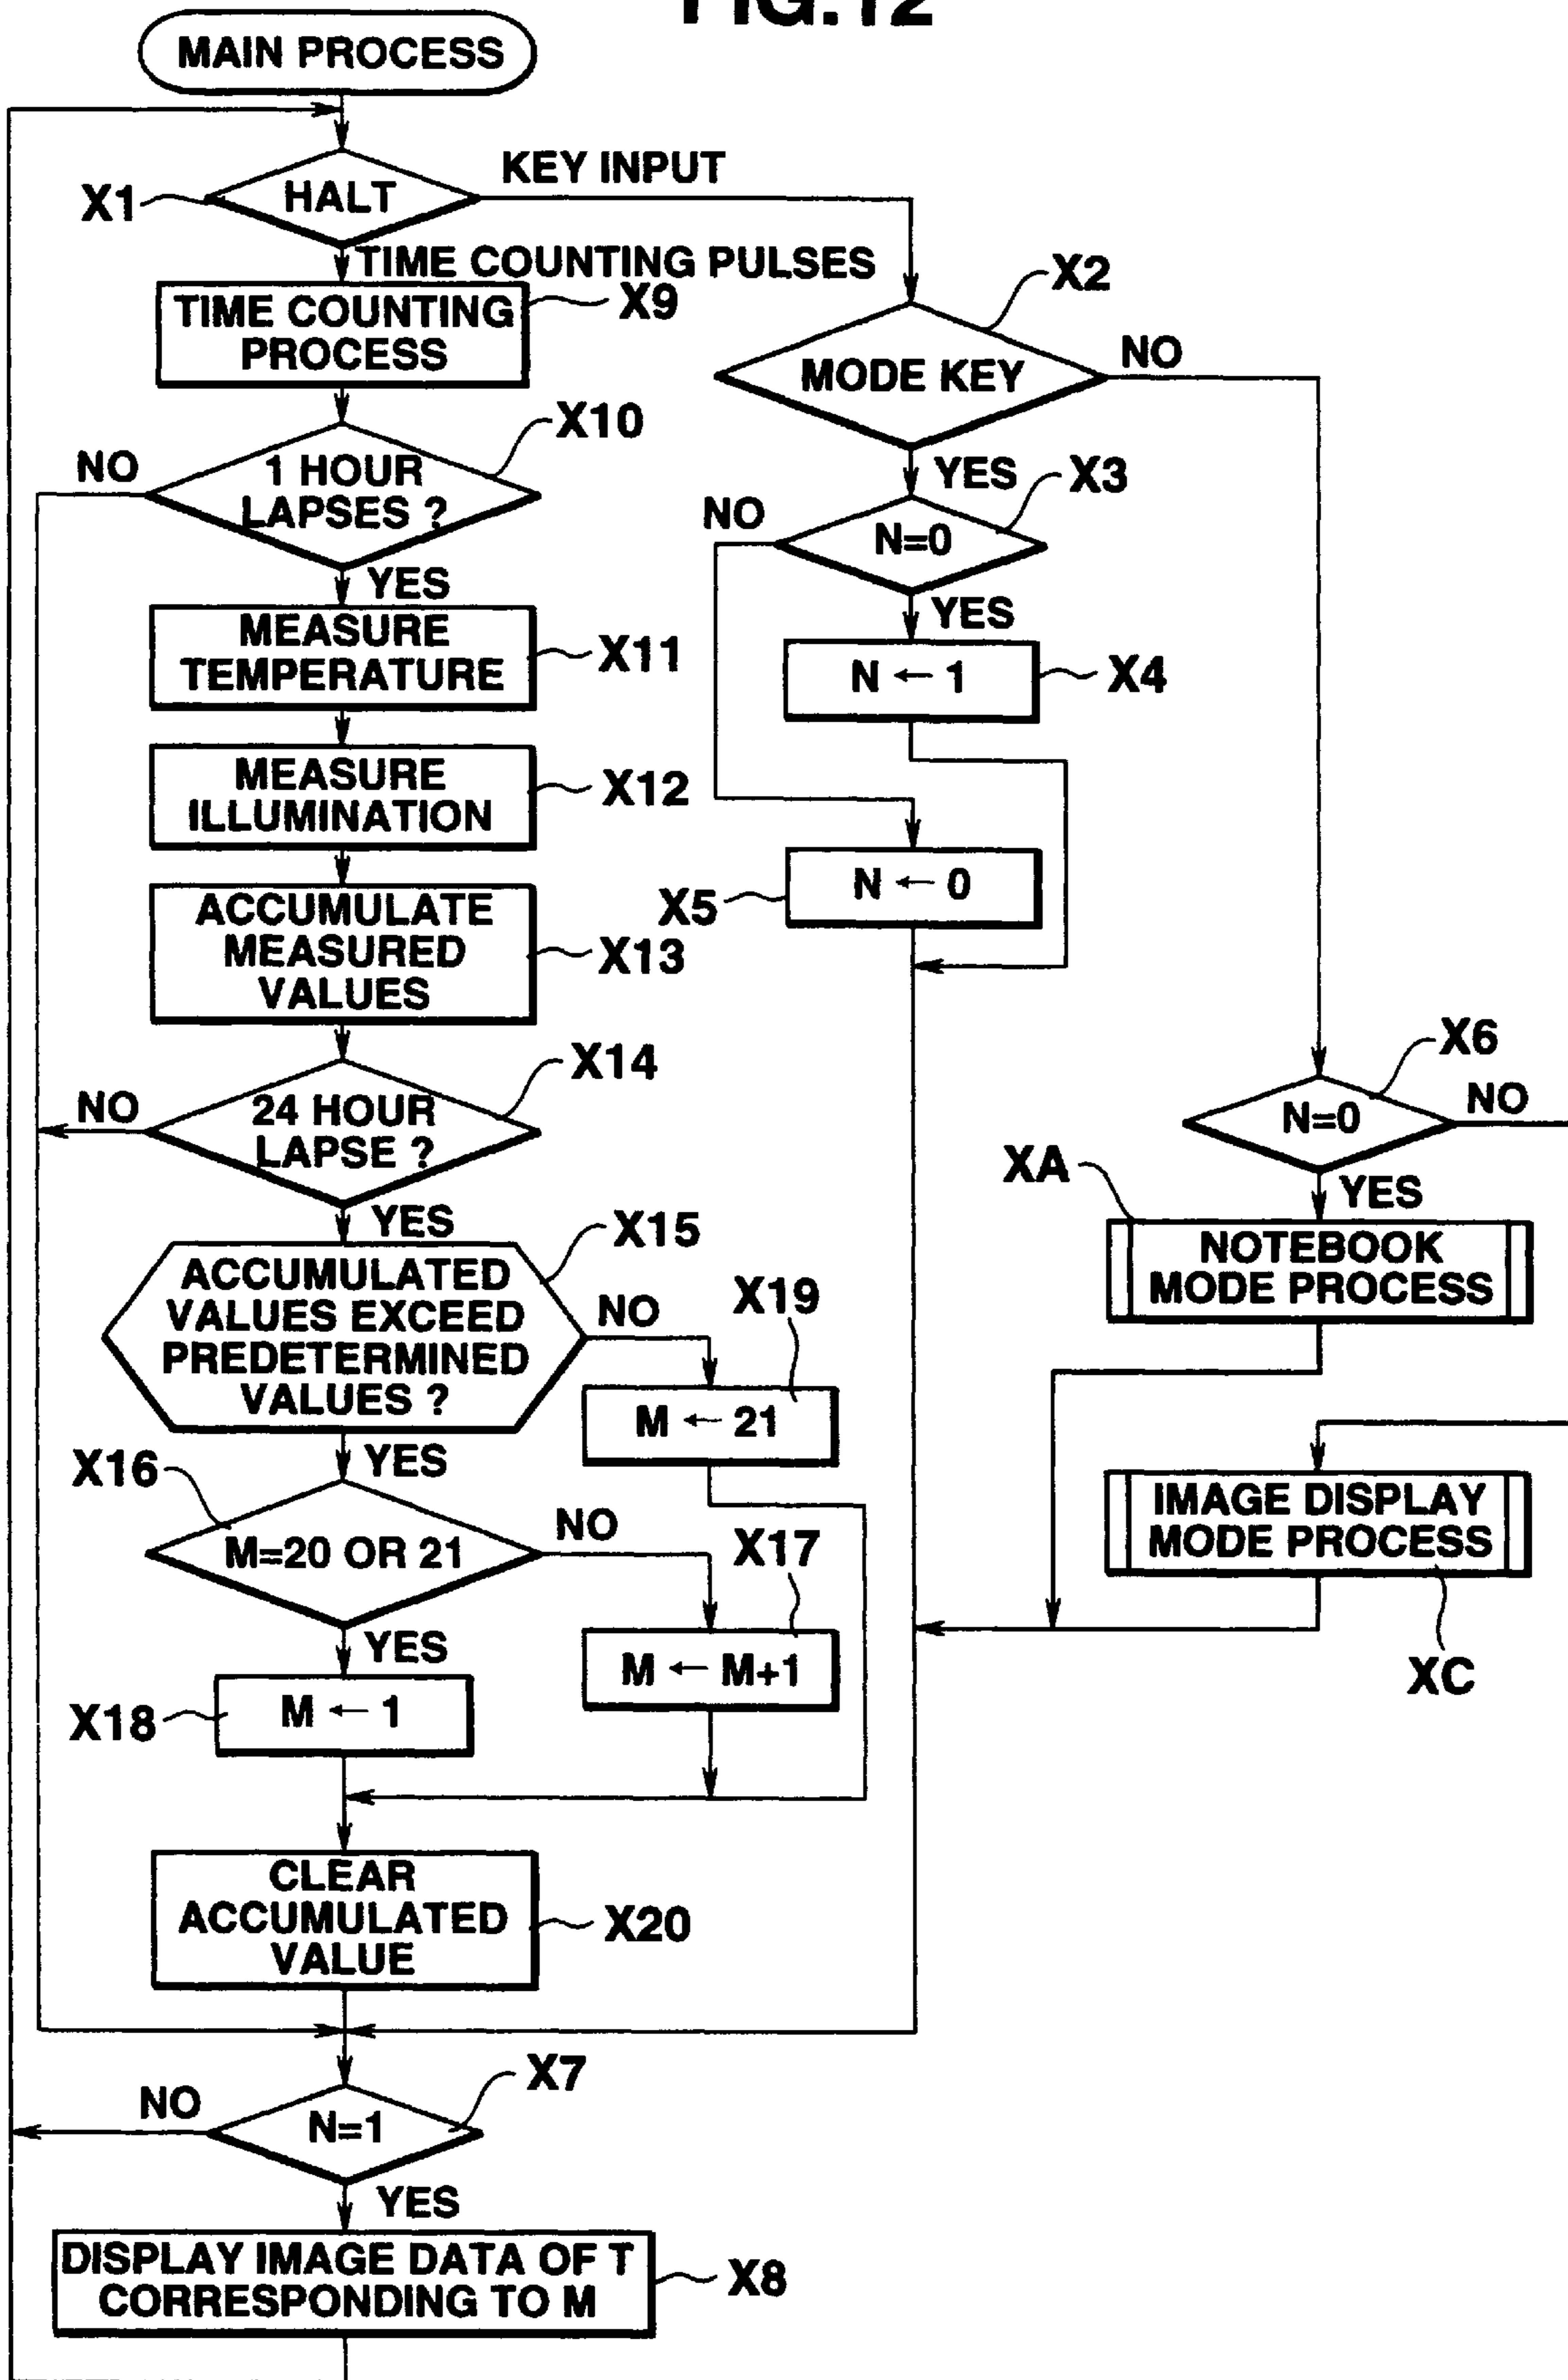 FIG.12
MAIN PROCESS
X1
HALT
KEY INPUT
TIME COUNTING PULSES
TIME COUNTING
PROCESS
X9
X2
MODE KEY
NO
YES
X10
1 HOUR
LAPSES ?
NO
YES
X3
N=0
NO
YES
MEASURE
TEMPERATURE
X11
N ← 1
X4
MEASURE
ILLUMINATION
X12
N ← 0
X5
ACCUMULATE
MEASURED
VALUES
X13
X14
24 HOUR
LAPSE ?
NO
YES
X6
N=0
NO
YES
XA
NOTEBOOK
MODE PROCESS
X15
ACCUMULATED
VALUES EXCEED
PREDETERMINED
VALUES ?
NO
YES
X19
M ← 21
IMAGE DISPLAY
MODE PROCESS
XC
X16
M=20 OR 21
NO
YES
X17
M ← M+1
X18
M ← 1
CLEAR
ACCUMULATED
VALUE
X20
X7
N=1
NO
YES
DISPLAY IMAGE DATA OF T
CORRESPONDING TO M
X8